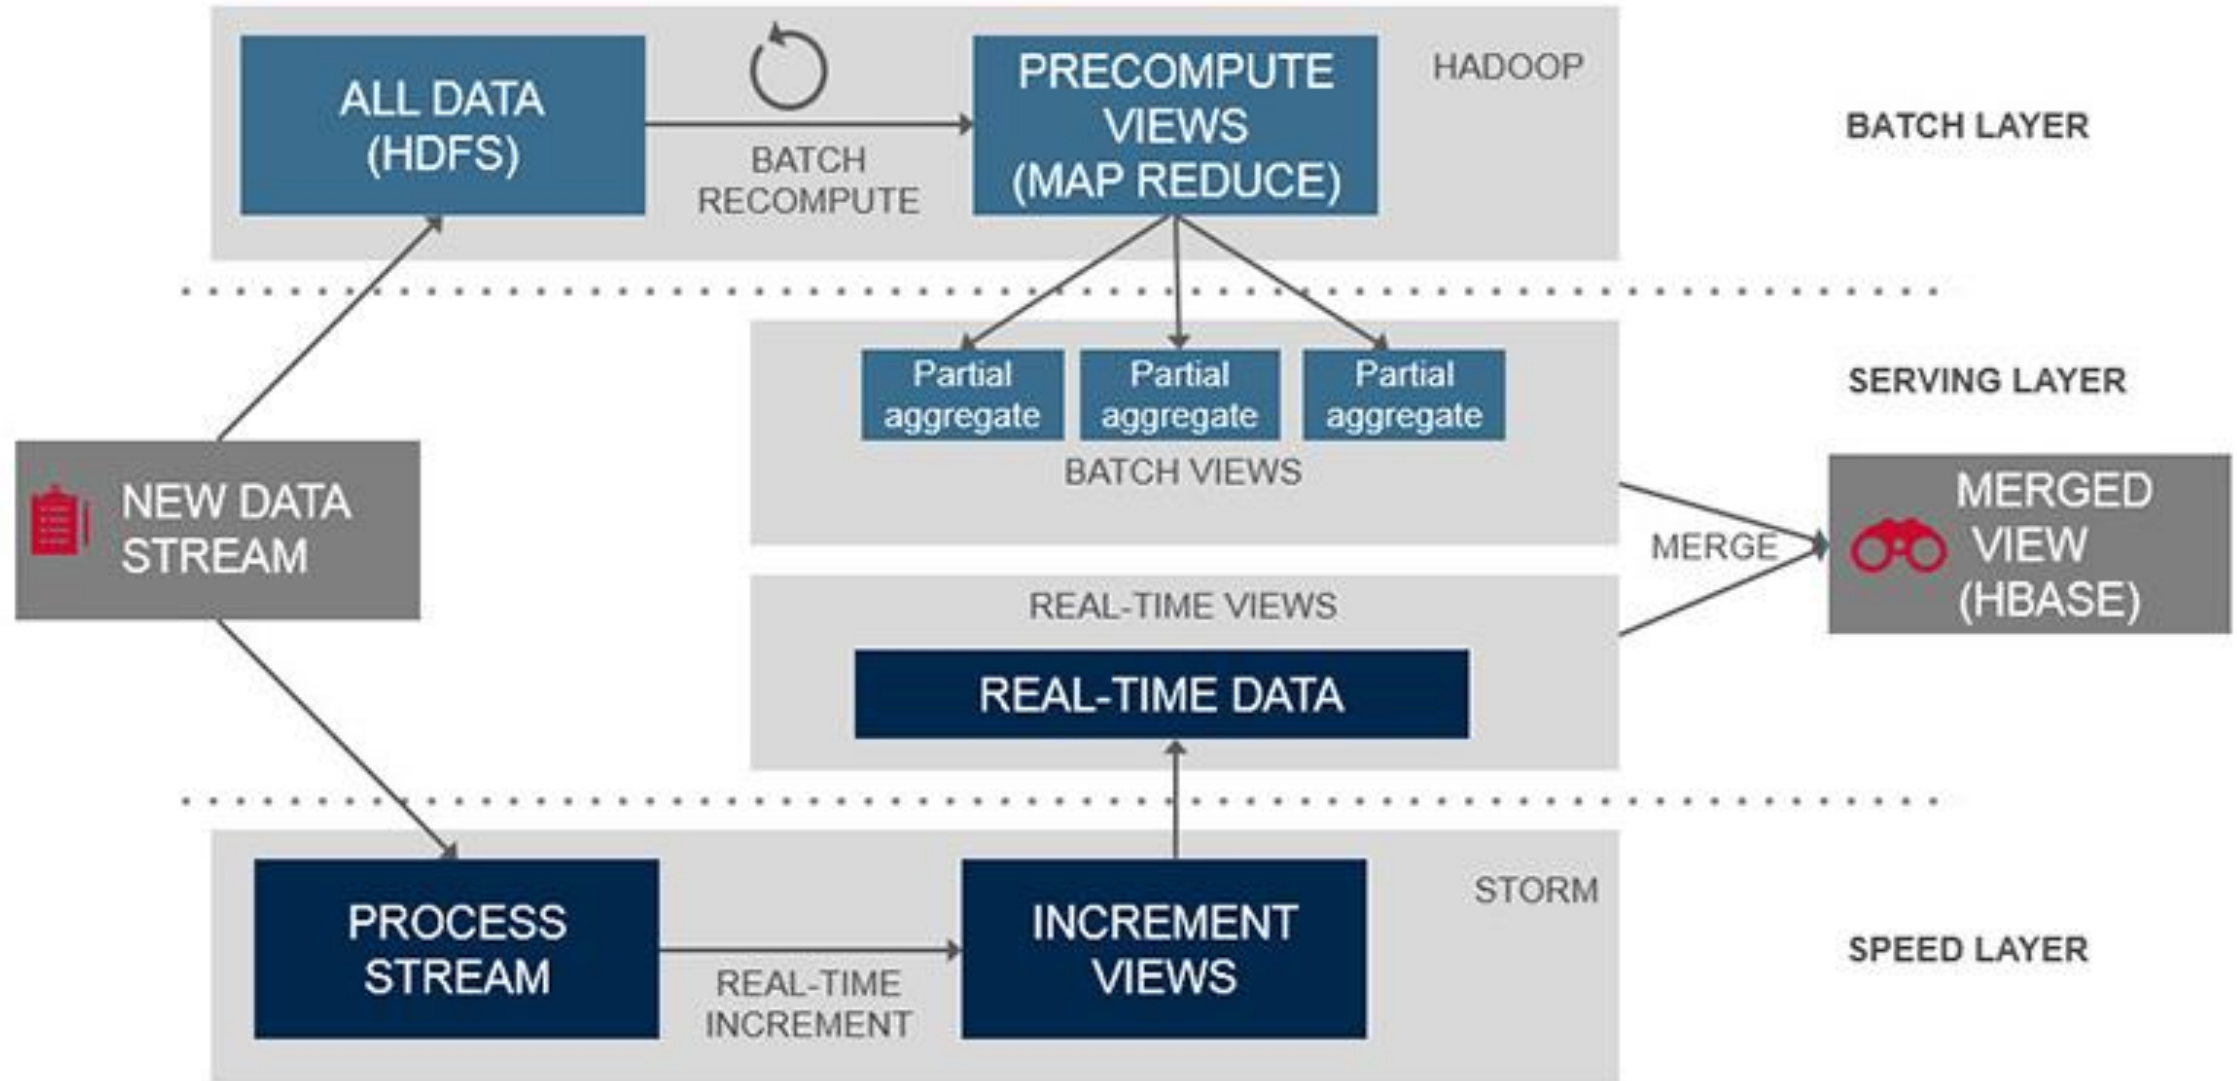 ALL DATA
(HDFS)
BATCH
RECOMPUTE
PRECOMPUTE
VIEWS
(MAP REDUCE)
HADOOP
BATCH LAYER
Partial
aggregate
Partial
aggregate
Partial
aggregate
BATCH VIEWS
SERVING LAYER
NEW DATA
STREAM
MERGE
MERGED
VIEW
(HBASE)
REAL-TIME VIEWS
REAL-TIME DATA
PROCESS
STREAM
REAL-TIME
INCREMENT
INCREMENT
VIEWS
STORM
SPEED LAYER